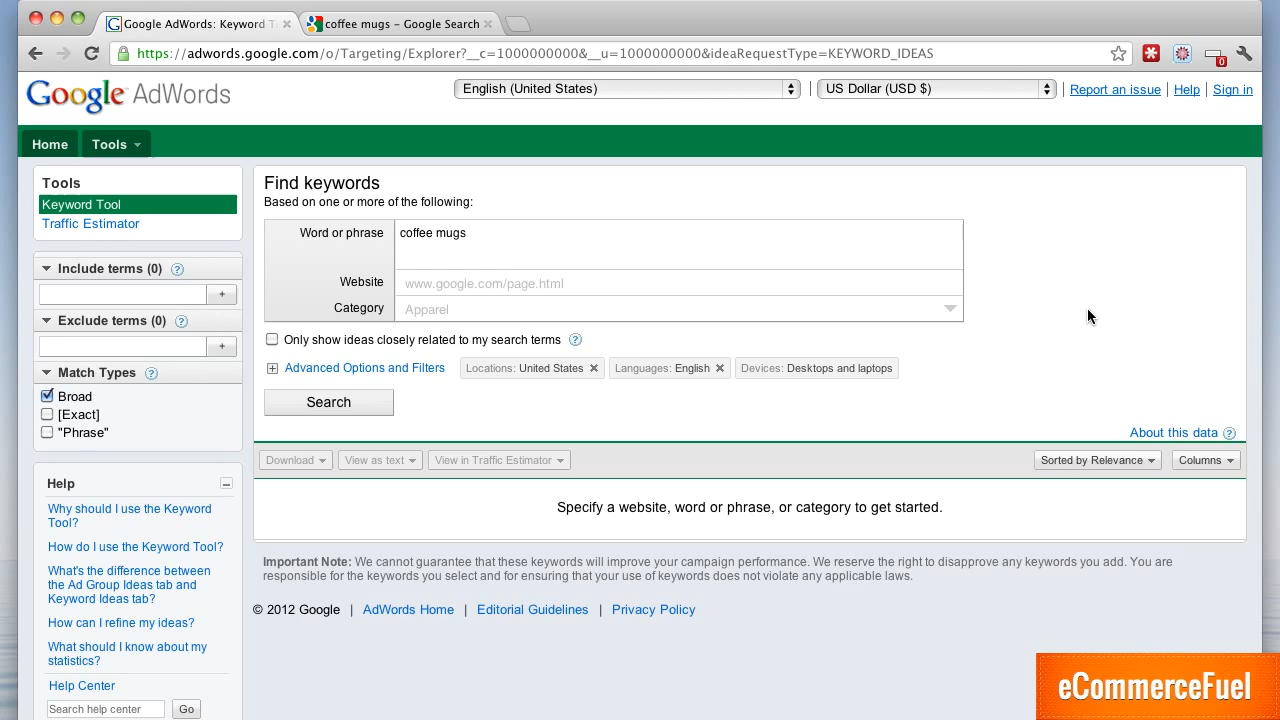 Google AdWords: Keyword T
coffee mugs – Google Search
https://adwords.google.com/o/Targeting/Explorer?__c=1000000000&__u=1000000000&ideaRequestType=KEYWORD_IDEAS
0
Google AdWords
English (United States)
US Dollar (USD $)
Report an issue
Help
Sign in
Home
Tools
Tools
Keyword Tool
Traffic Estimator
Include terms (0) ?
+
Exclude terms (0) ?
+
Match Types ?
Broad
[Exact]
"Phrase"
Help
Why should I use the Keyword
Tool?
How do I use the Keyword Tool?
What's the difference between
the Ad Group Ideas tab and
Keyword Ideas tab?
How can I refine my ideas?
What should I know about my
statistics?
Help Center
Search help center
Go
Find keywords
Based on one or more of the following:
Word or phrase
coffee mugs
Website
www.google.com/page.html
Category
Apparel
Only show ideas closely related to my search terms ?
Advanced Options and Filters
Locations: United States
Languages: English
Devices: Desktops and laptops
Search
About this data ?
Download
View as text
View in Traffic Estimator
Sorted by Relevance
Columns
Specify a website, word or phrase, or category to get started.
Important Note: We cannot guarantee that these keywords will improve your campaign performance. We reserve the right to disapprove any keywords you add. You are
responsible for the keywords you select and for ensuring that your use of keywords does not violate any applicable laws.
© 2012 Google | AdWords Home | Editorial Guidelines | Privacy Policy
eCommerceFuel